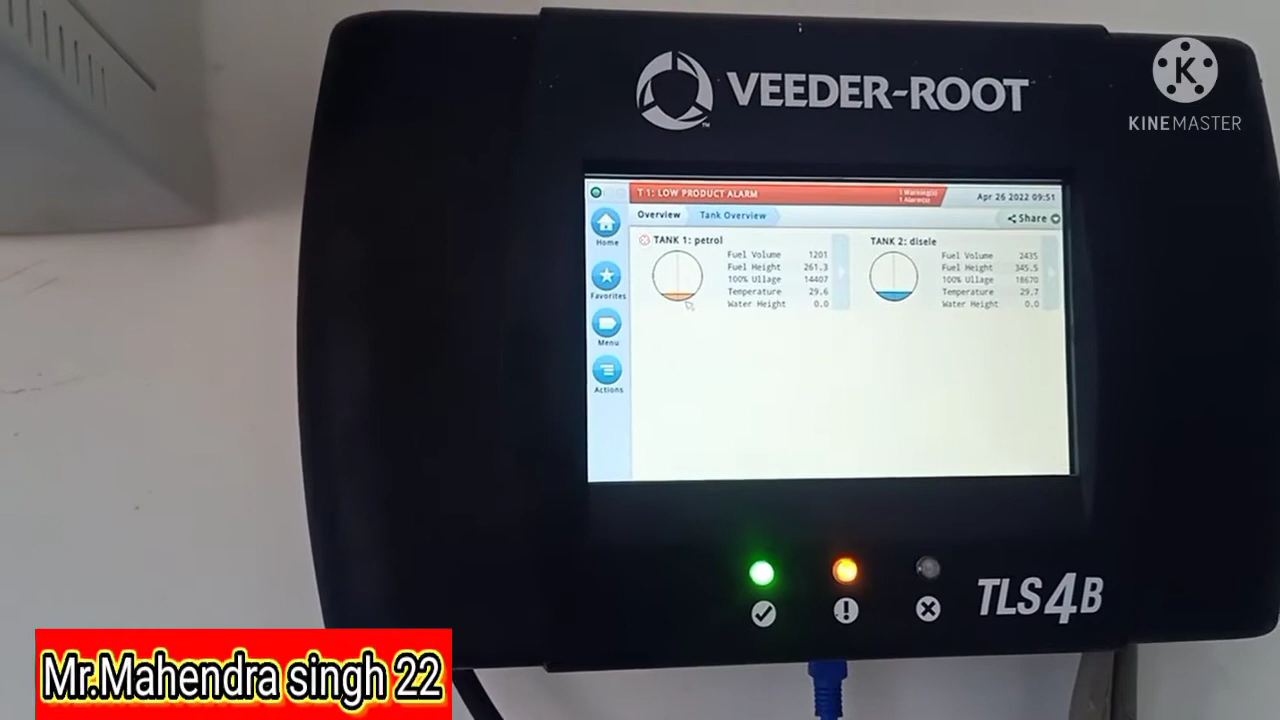 VEEDER-ROOT
TM
K
KINEMASTER
T 1: LOW PRODUCT ALARM
1 Warning(s)
1 Alarm(s)
Apr 26 2022 09:51
Overview
Tank Overview
Share
Home
Favorites
Menu
Actions
TANK 1: petrol
Fuel Volume 1201
Fuel Height 261.3
100% Ullage 14407
Temperature 29.6
Water Height 0.0
TANK 2: disele
Fuel Volume 2435
Fuel Height 345.5
100% Ullage 18670
Temperature 29.7
Water Height 0.0
TLS4B
Mr.Mahendra singh 22